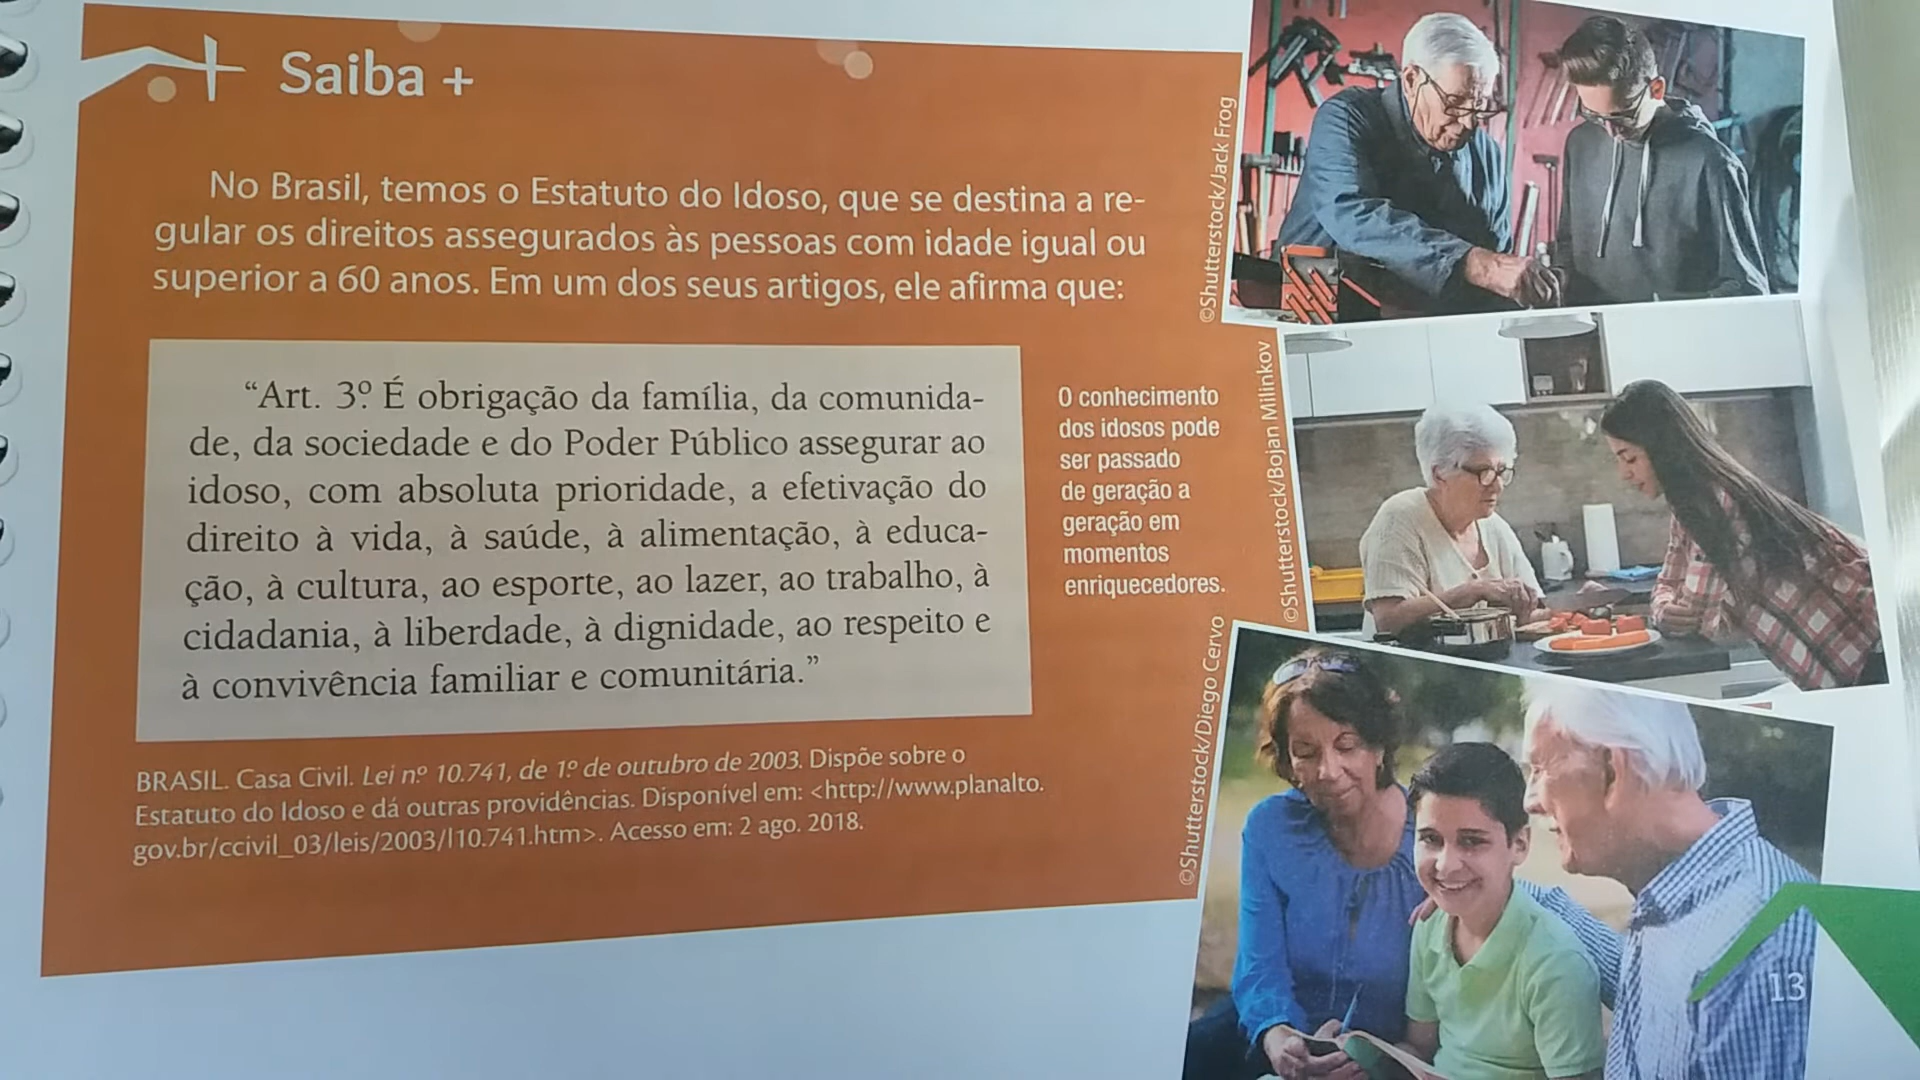 Saiba +
No Brasil, temos o Estatuto do Idoso, que se destina a re-
gular os direitos assegurados às pessoas com idade igual ou
superior a 60 anos. Em um dos seus artigos, ele afirma que:
“Art. 3º. É obrigação da família, da comunida-
de, da sociedade e do Poder Público assegurar ao
idoso, com absoluta prioridade, a efetivação do
direito à vida, à saúde, à alimentação, à educa-
ção, à cultura, ao esporte, ao lazer, ao trabalho, à
cidadania, à liberdade, à dignidade, ao respeito e
à convivência familiar e comunitária.”
BRASIL. Casa Civil. Lei nº 10.741, de 1º de outubro de 2003. Dispõe sobre o
Estatuto do Idoso e dá outras providências. Disponível em: <http://www.planalto.
gov.br/ccivil_03/leis/2003/l10.741.htm>. Acesso em: 2 ago. 2018.
O conhecimento
dos idosos pode
ser passado
de geração a
geração em
momentos
enriquecedores.
©Shutterstock/Jack Frog
©Shutterstock/Bojan Milinkov
©Shutterstock/Diego Cervo
13